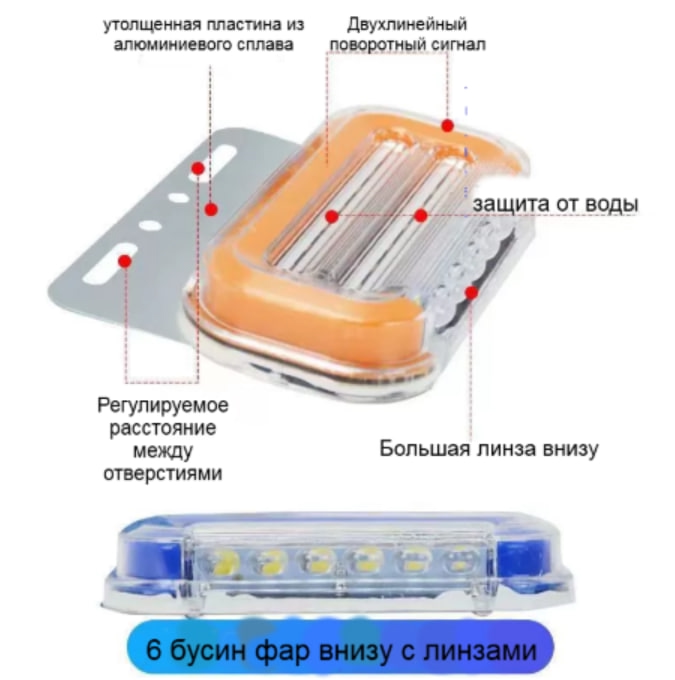 утолщенная пластина из
алюминиевого сплава
Двухлинейный
поворотный сигнал
защита от воды
Регулируемое
расстояние
между
отверстиями
Большая линза внизу
6 бусин фар внизу с линзами